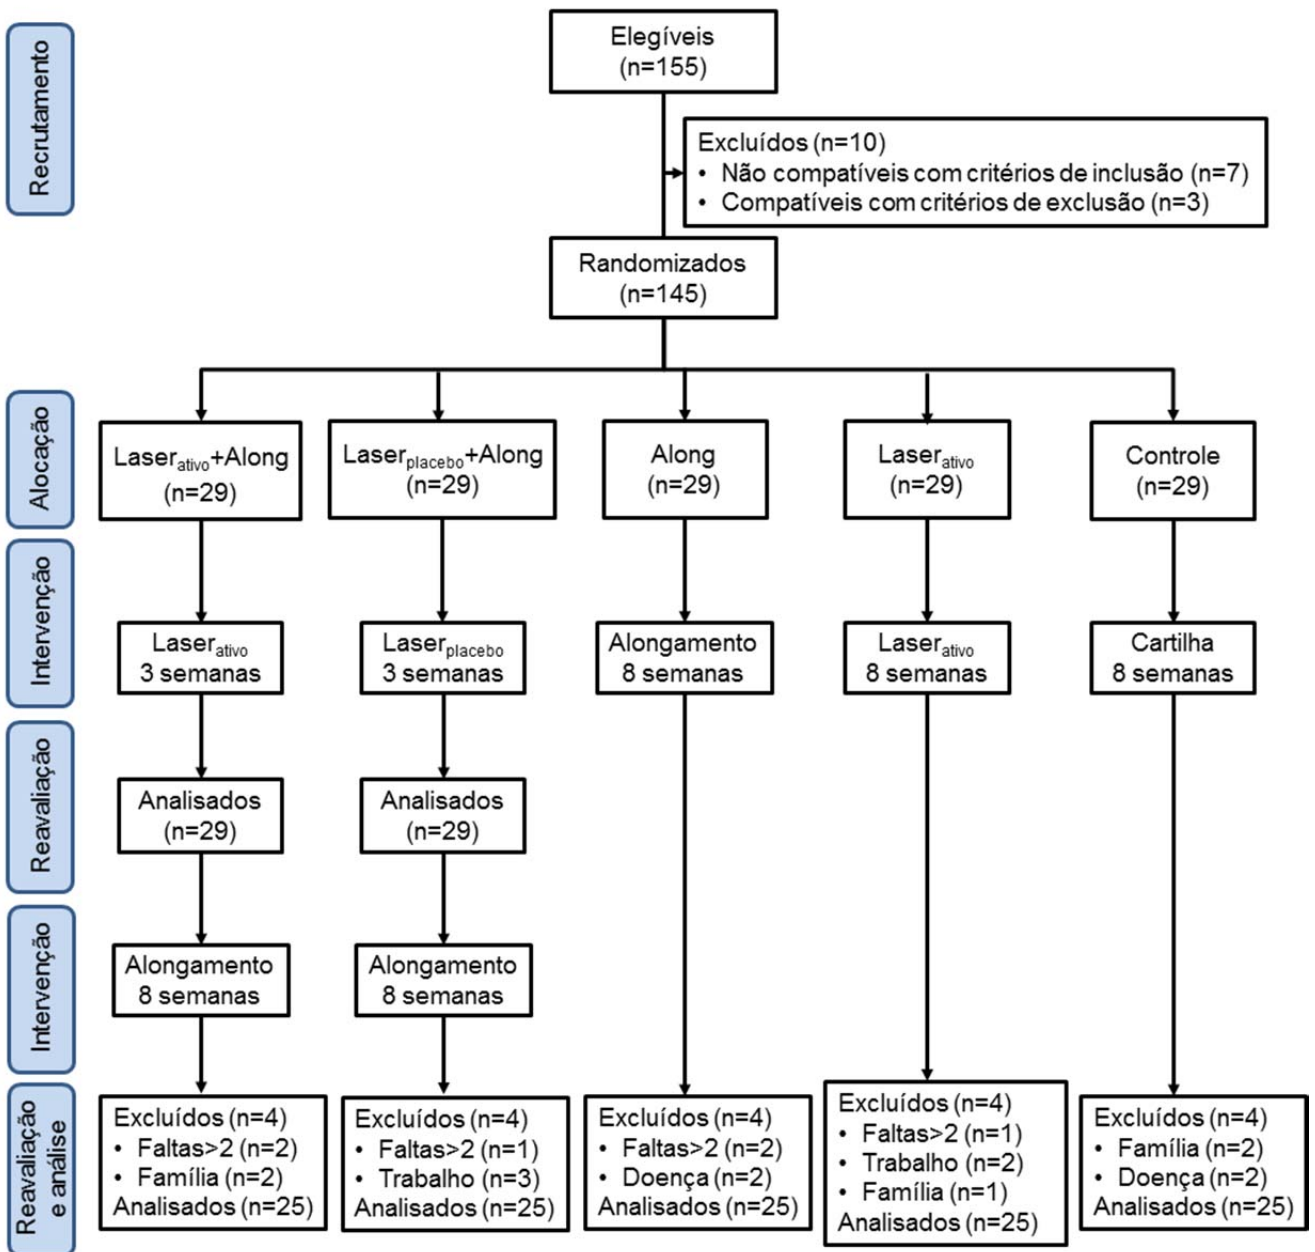 Recrutamento
Elegíveis
(n=155)
Excluídos (n=10)
• Não compatíveis com critérios de inclusão (n=7)
• Compatíveis com critérios de exclusão (n=3)
Randomizados
(n=145)
Alocação
Laserativo+Along
(n=29)
Laserplacebo+Along
(n=29)
Along
(n=29)
Laserativo
(n=29)
Controle
(n=29)
Intervenção
Laserativo
3 semanas
Laserplacebo
3 semanas
Alongamento
8 semanas
Laserativo
8 semanas
Cartilha
8 semanas
Reavaliação
Analisados
(n=29)
Analisados
(n=29)
Intervenção
Alongamento
8 semanas
Alongamento
8 semanas
Reavaliação
e análise
Excluídos (n=4)
• Faltas>2 (n=2)
• Família (n=2)
Analisados (n=25)
Excluídos (n=4)
• Faltas>2 (n=1)
• Trabalho (n=3)
Analisados (n=25)
Excluídos (n=4)
• Faltas>2 (n=2)
• Doença (n=2)
Analisados (n=25)
Excluídos (n=4)
• Faltas>2 (n=1)
• Trabalho (n=2)
• Família (n=1)
Analisados (n=25)
Excluídos (n=4)
• Família (n=2)
• Doença (n=2)
Analisados (n=25)